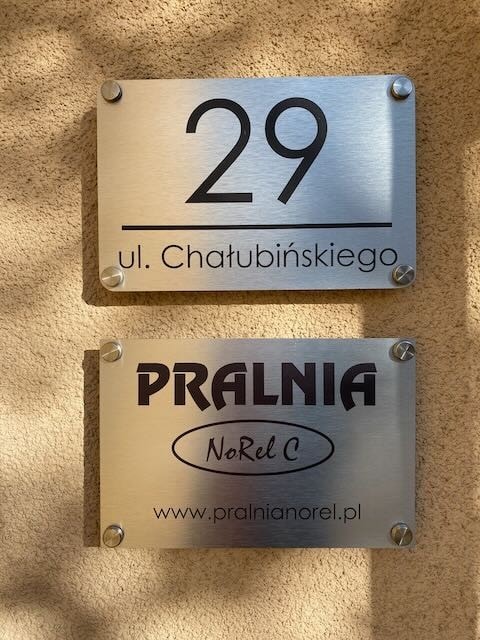 29
ul. Chałubińskiego
PRALNIA
NoRel C
www.pralnianorel.pl